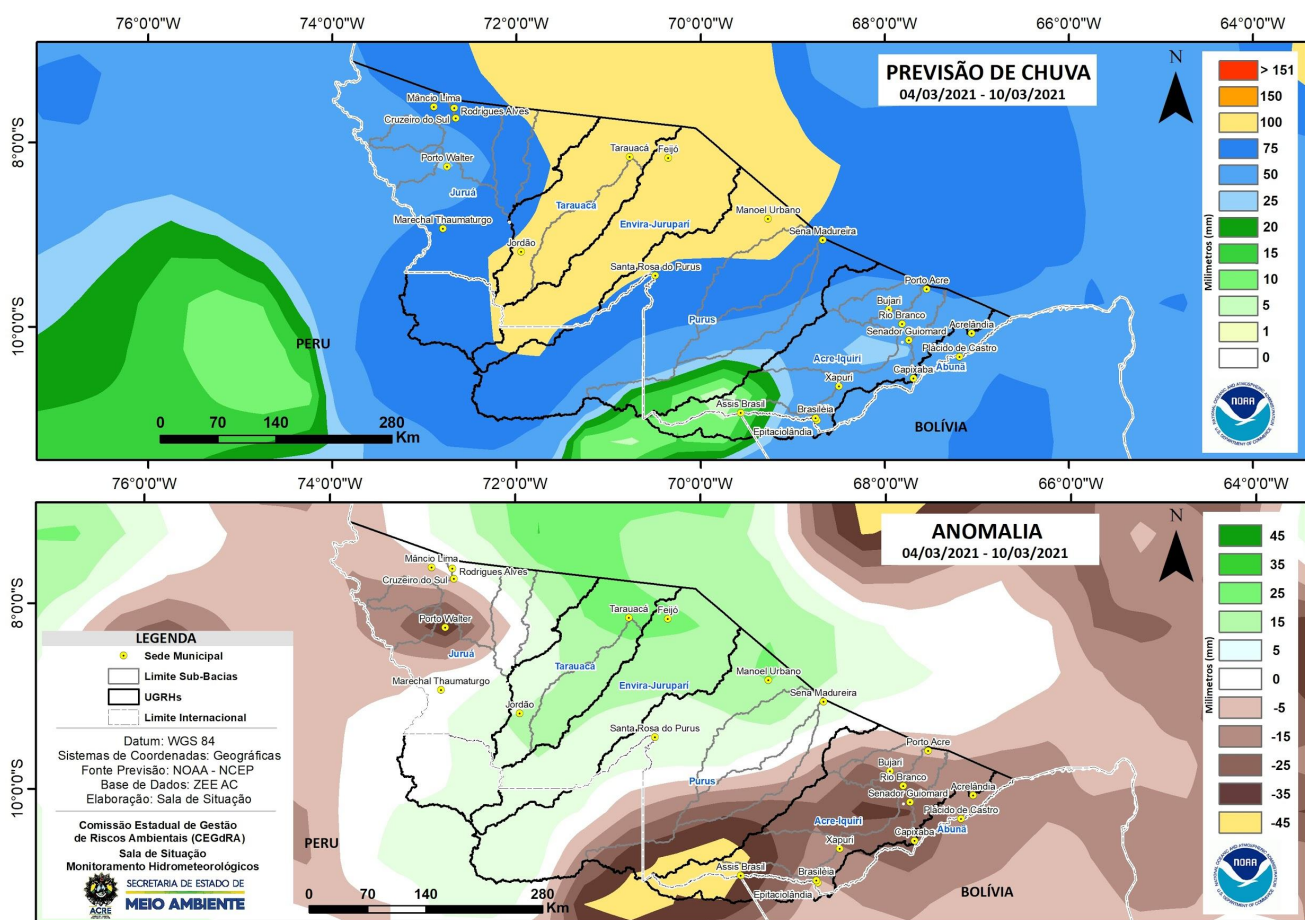 76°0'0"W 74°0'0"W 72°0'0"W 70°0'0"W 68°0'0"W 66°0'0"W 64°0'0"W
PREVISÃO DE CHUVA
04/03/2021 - 10/03/2021
N
8°0'0"S
10°0'0"S
Mâncio Lima
Rodrigues Alves
Cruzeiro do Sul
Porto Walter
Juruá
Marechal Thaumaturgo
Jordão
Tarauacá
Feijó
Tarauacá
Envira-Jurupari
Manoel Urbano
Sena Madureira
Santa Rosa do Purus
Purus
Porto Acre
Bujari
Rio Branco
Senador Guiomard
Acrelândia
Plácido de Castro
Acre-Iquiri
Abunã
Xapuri
Capixaba
Assis Brasil
Brasiléia
Epitaciolândia
PERU
BOLÍVIA
0 70 140 280
Km
Milímetros (mm)
> 151
150
100
75
50
25
20
15
10
5
1
0
NOAA
76°0'0"W 74°0'0"W 72°0'0"W 70°0'0"W 68°0'0"W 66°0'0"W 64°0'0"W
ANOMALIA
04/03/2021 - 10/03/2021
N
8°0'0"S
10°0'0"S
Mâncio Lima
Rodrigues Alves
Cruzeiro do Sul
Porto Walter
Juruá
Marechal Thaumaturgo
Jordão
Tarauacá
Feijó
Tarauacá
Envira-Jurupari
Manoel Urbano
Sena Madureira
Santa Rosa do Purus
Purus
Porto Acre
Bujari
Rio Branco
Senador Guiomard
Acrelândia
Plácido de Castro
Acre-Iquiri
Abunã
Xapuri
Capixaba
Assis Brasil
Brasiléia
Epitaciolândia
PERU
BOLÍVIA
0 70 140 280
Km
Milímetros (mm)
45
35
25
15
5
0
-5
-15
-25
-35
-45
NOAA
LEGENDA
Sede Municipal
Limite Sub-Bacias
UGRHs
Limite Internacional
Datum: WGS 84
Sistemas de Coordenadas: Geográficas
Fonte Previsão: NOAA - NCEP
Base de Dados: ZEE AC
Elaboração: Sala de Situação
Comissão Estadual de Gestão
de Riscos Ambientais (CEGdRA)
Sala de Situação
Monitoramento Hidrometeorológicos
ACRE
SECRETARIA DE ESTADO DE
MEIO AMBIENTE